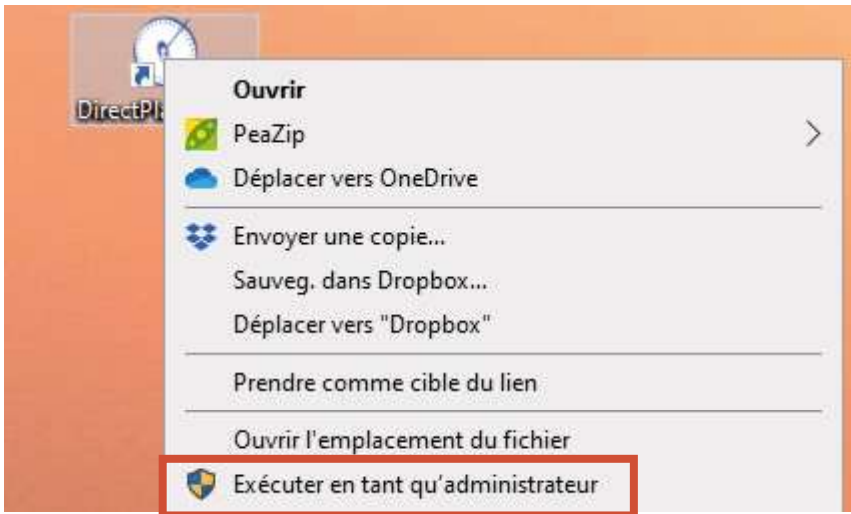 Ouvrir
PeaZip
Déplacer vers OneDrive
Envoyer une copie...
Sauveg. dans Dropbox...
Déplacer vers "Dropbox"
Prendre comme cible du lien
Ouvrir l'emplacement du fichier
Exécuter en tant qu'administrateur